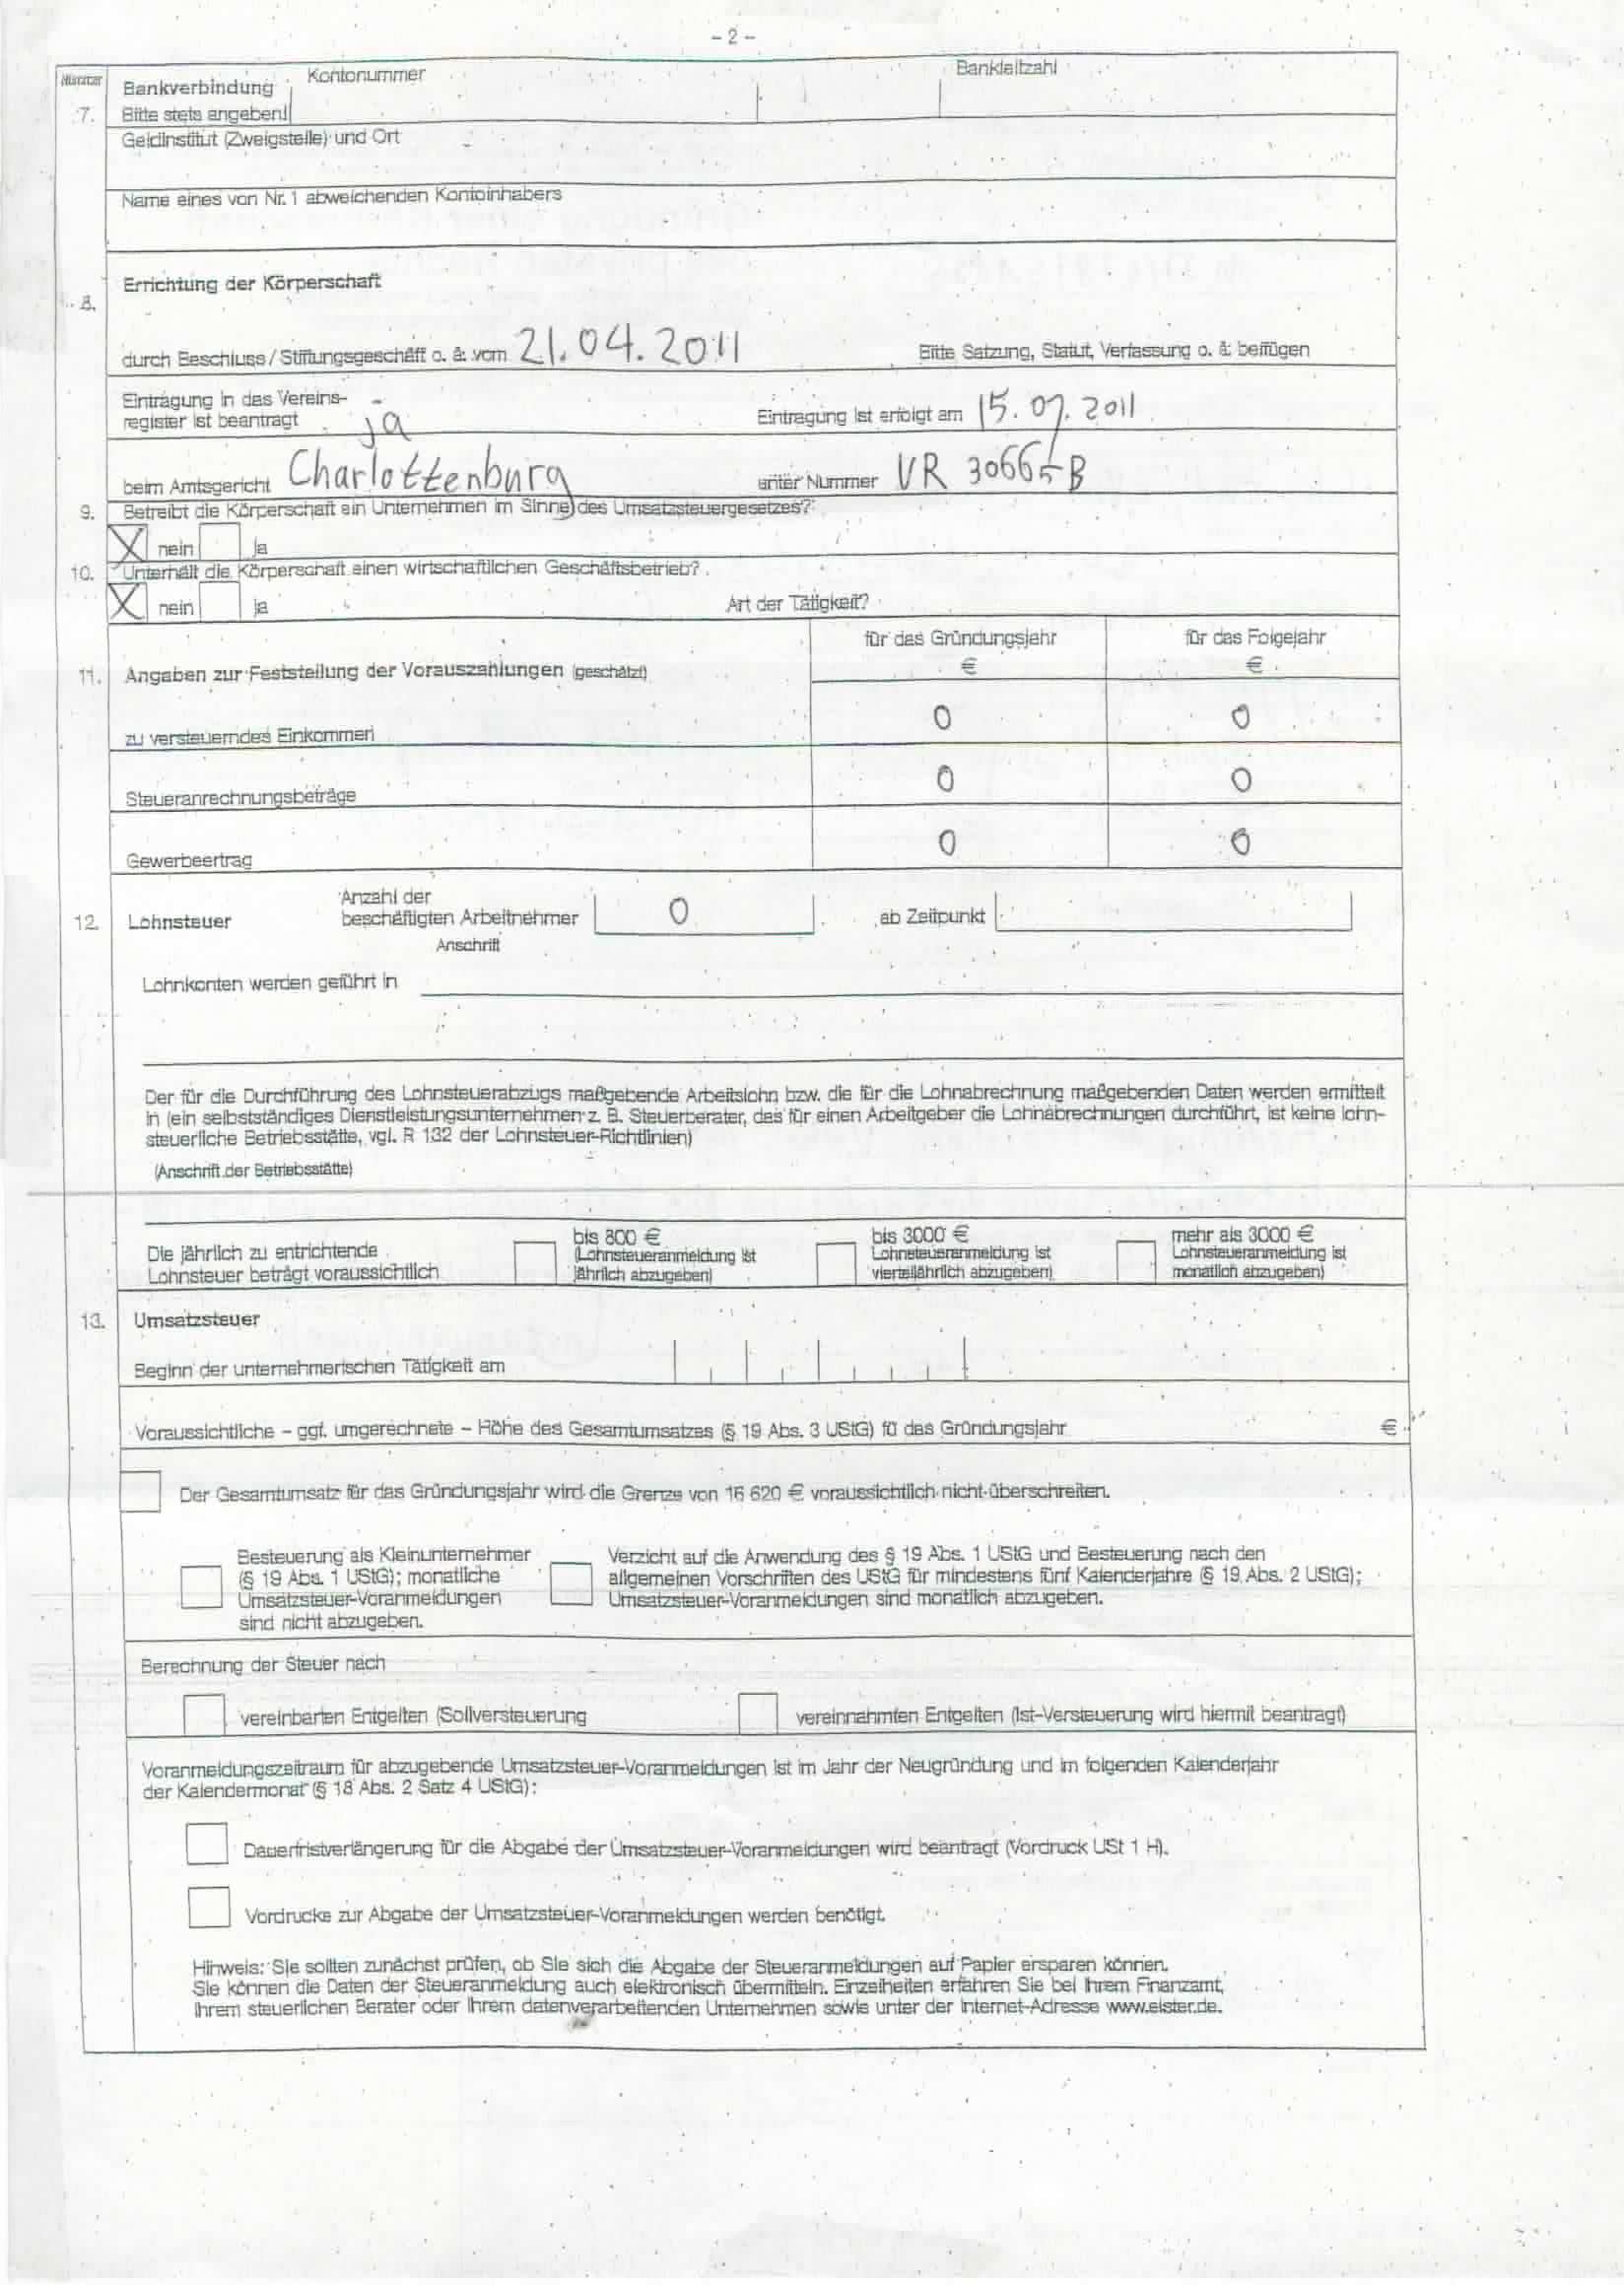 - 2 -
Nummer
Kontonummer
Bankleitzahl
7.
Bankverbindung
Bitte stets angeben!
Geldinstitut (Zweigstelle) und Ort
Name eines von Nr. 1 abweichenden Kontoinhabers
8.
Errichtung der Körperschaft
durch Beschluss / Stiftungsgeschäft o. ä. vom 21.04.2011 Bitte Satzung, Statut, Verfassung o. ä. beifügen
Eintragung in das Vereins-
register ist beantragt ja Eintragung ist erfolgt am 15.07.2011
beim Amtsgericht Charlottenburg unter Nummer VR 30665 B
9. Betreibt die Körperschaft ein Unternehmen im Sinne des Umsatzsteuergesetzes?
X nein ja
10. Unterhält die Körperschaft einen wirtschaftlichen Geschäftsbetrieb?
X nein ja Art der Tätigkeit?
für das Gründungsjahr für das Folgejahr
€ €
11. Angaben zur Feststellung der Vorauszahlungen (geschätzt)
zu versteuerndes Einkommen 0 0
Steueranrechnungsbeträge 0 0
Gewerbeertrag 0 0
12. Lohnsteuer
Anzahl der
beschäftigten Arbeitnehmer 0 ab Zeitpunkt
Anschrift
Lohnkonten werden geführt in
Der für die Durchführung des Lohnsteuerabzugs maßgebende Arbeitslohn bzw. die für die Lohnabrechnung maßgebenden Daten werden ermittelt
in (ein selbstständiges Dienstleistungsunternehmen z. B. Steuerberater, das für einen Arbeitgeber die Lohnabrechnungen durchführt, ist keine lohn-
steuerliche Betriebsstätte, vgl. R 132 der Lohnsteuer-Richtlinien)
(Anschrift der Betriebsstätte)
Die jährlich zu entrichtende
Lohnsteuer beträgt voraussichtlich
bis 800 €
(Lohnsteueranmeldung ist
jährlich abzugeben)
bis 3000 €
Lohnsteueranmeldung ist
vierteljährlich abzugeben)
mehr als 3000 €
Lohnsteueranmeldung ist
monatlich abzugeben)
13. Umsatzsteuer
Beginn der unternehmerischen Tätigkeit am
Voraussichtliche – ggf. umgerechnete – Höhe des Gesamtumsatzes (§ 19 Abs. 3 UStG) fü das Gründungsjahr €
Der Gesamtumsatz für das Gründungsjahr wird die Grenze von 16 620 € voraussichtlich nicht überschreiten.
Besteuerung als Kleinunternehmer
(§ 19 Abs. 1 UStG); monatliche
Umsatzsteuer-Voranmeldungen
sind nicht abzugeben.
Verzicht auf die Anwendung des § 19 Abs. 1 UStG und Besteuerung nach den
allgemeinen Vorschriften des UStG für mindestens fünf Kalenderjahre (§ 19 Abs. 2 UStG);
Umsatzsteuer-Voranmeldungen sind monatlich abzugeben.
Berechnung der Steuer nach
vereinbarten Entgelten (Sollversteuerung vereinnahmten Entgelten (Ist-Versteuerung wird hiermit beantragt)
Voranmeldungszeitraum für abzugebende Umsatzsteuer-Voranmeldungen ist im Jahr der Neugründung und im folgenden Kalenderjahr
der Kalendermonat (§ 18 Abs. 2 Satz 4 UStG):
Dauerfristverlängerung für die Abgabe der Umsatzsteuer-Voranmeldungen wird beantragt (Vordruck USt 1 H).
Vordrucke zur Abgabe der Umsatzsteuer-Voranmeldungen werden benötigt.
Hinweis: Sie sollten zunächst prüfen, ob Sie sich die Abgabe der Steueranmeldungen auf Papier ersparen können.
Sie können die Daten der Steueranmeldung auch elektronisch übermitteln. Einzelheiten erfahren Sie bei Ihrem Finanzamt,
Ihrem steuerlichen Berater oder Ihrem datenverarbeitenden Unternehmen sowie unter der Internet-Adresse www.elster.de.